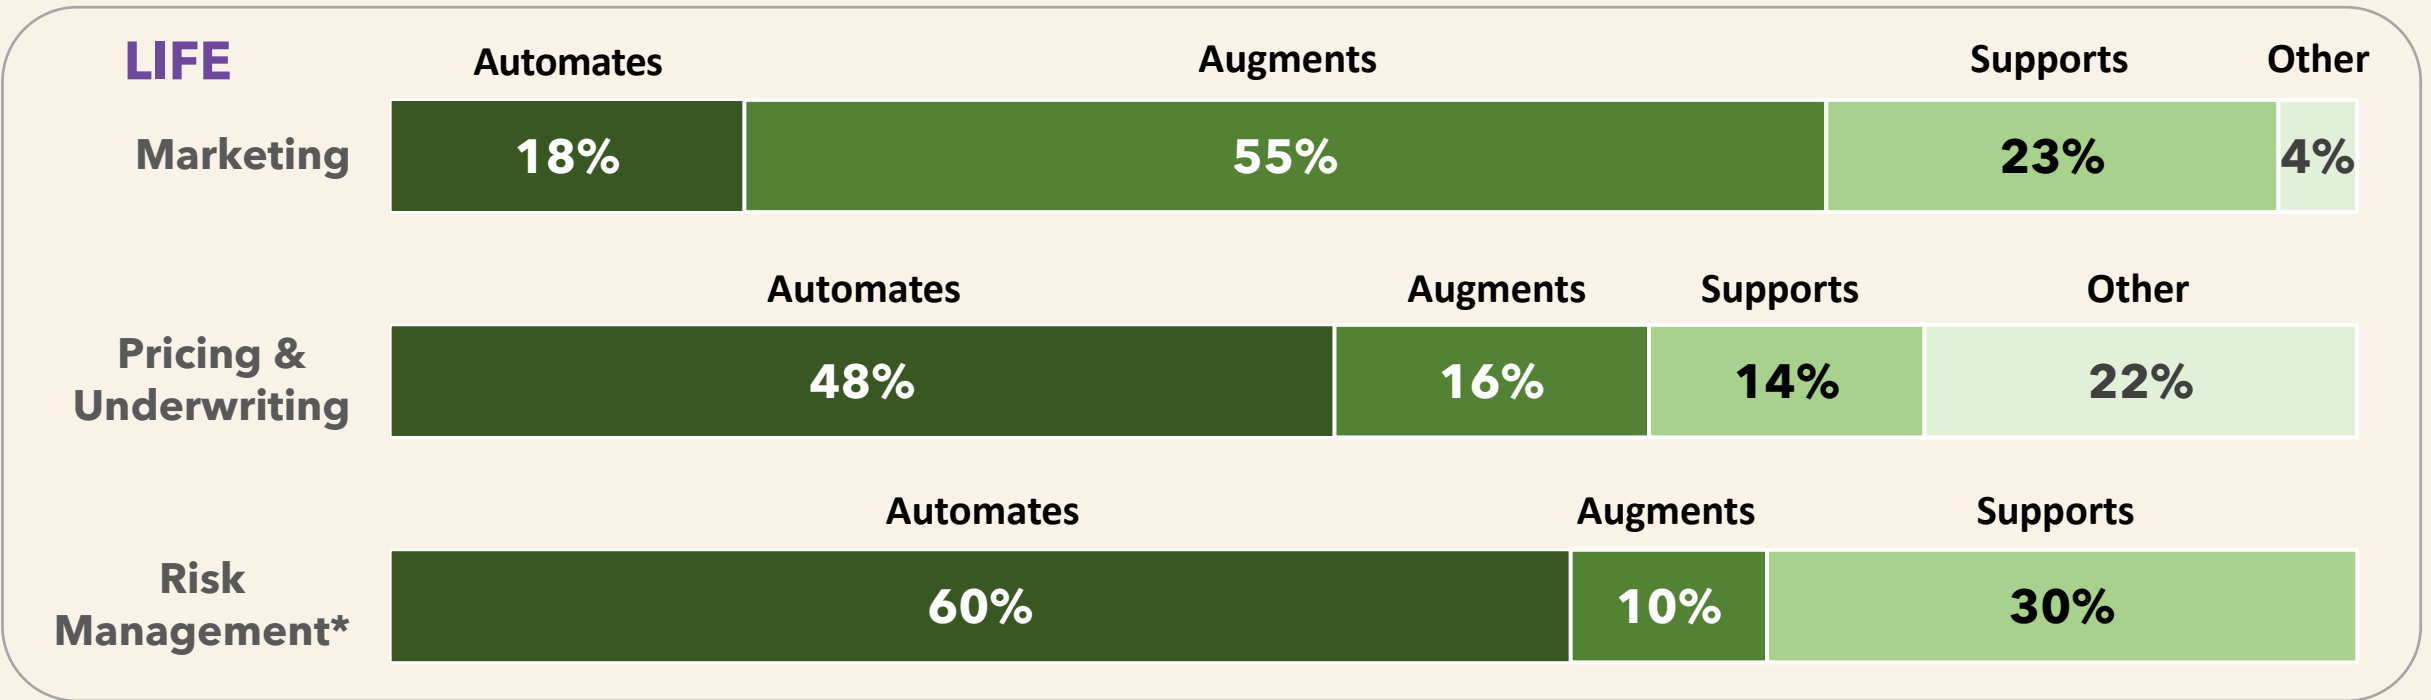 LIFE
Automates Augments Supports Other
Marketing 18% 55% 23% 4%
Automates Augments Supports Other
Pricing &
Underwriting
48% 16% 14% 22%
Automates Augments Supports
Risk
Management*
60% 10% 30%